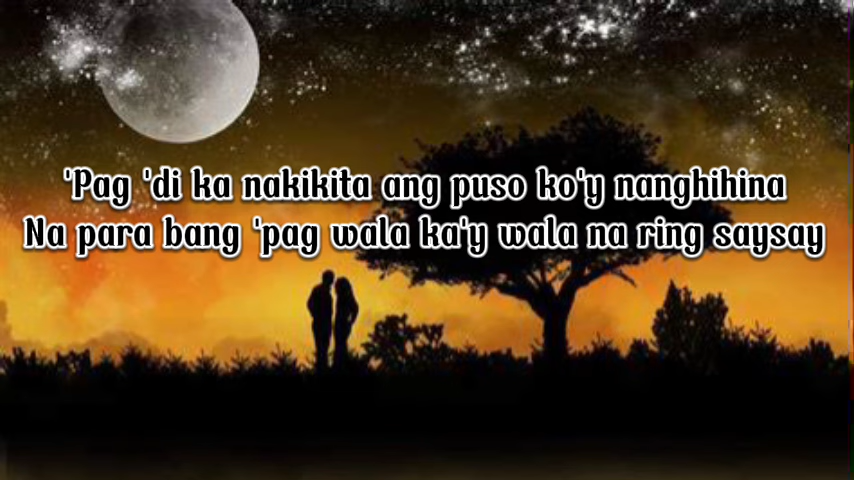 'Pag 'di ka nakikita ang puso ko'y nanghihina
Na para bang 'pag wala ka'y wala na ring saysay